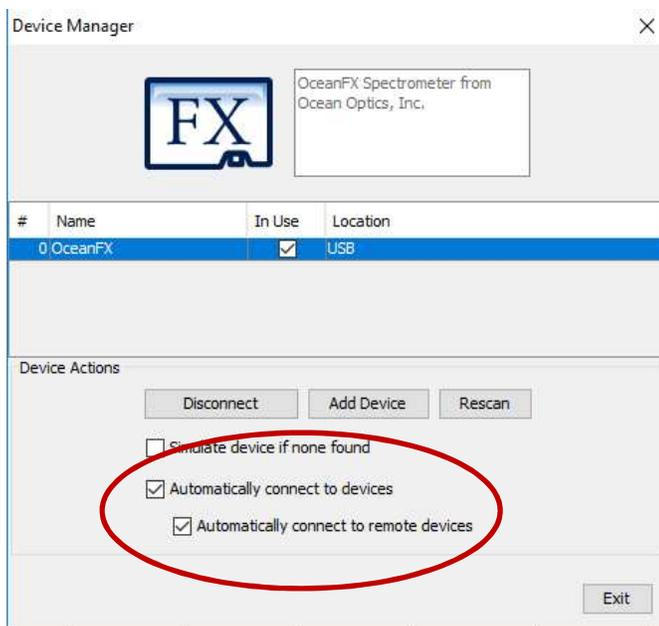 Device Manager
FX
OceanFX Spectrometer from
Ocean Optics, Inc.
# Name In Use Location
0 OceanFX USB
Device Actions
Disconnect Add Device Rescan
Simulate device if none found
Automatically connect to devices
Automatically connect to remote devices
Exit